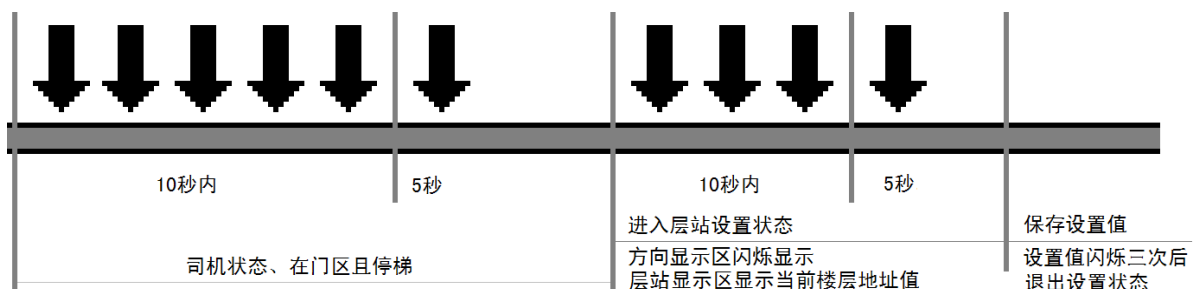 10秒内
5秒
10秒内
5秒
进入层站设置状态
保存设置值
司机状态、在门区且停梯
方向显示区闪烁显示
层站显示区显示当前楼层地址值
设置值闪烁三次后
退出设置状态